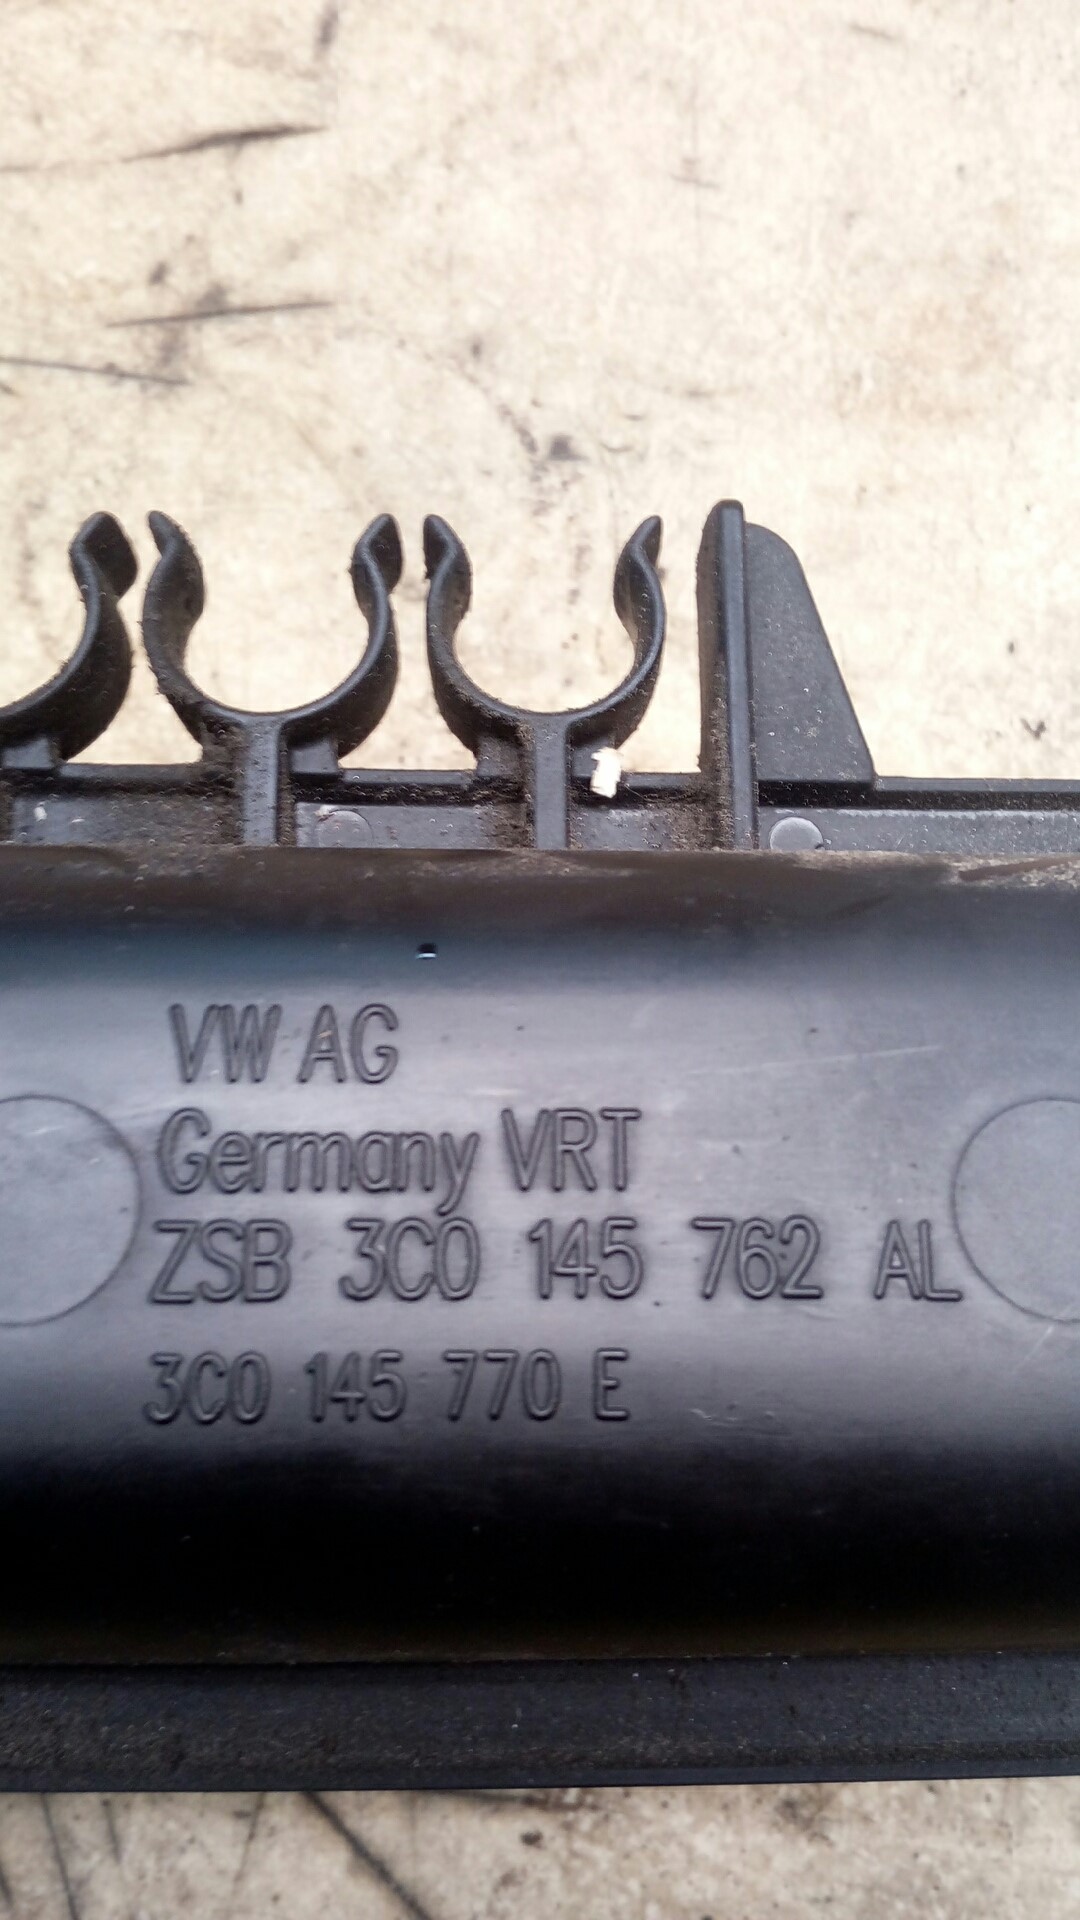 VW AG
Germany VRT
ZSB 3C0 145 762 AL
3C0 145 770 E